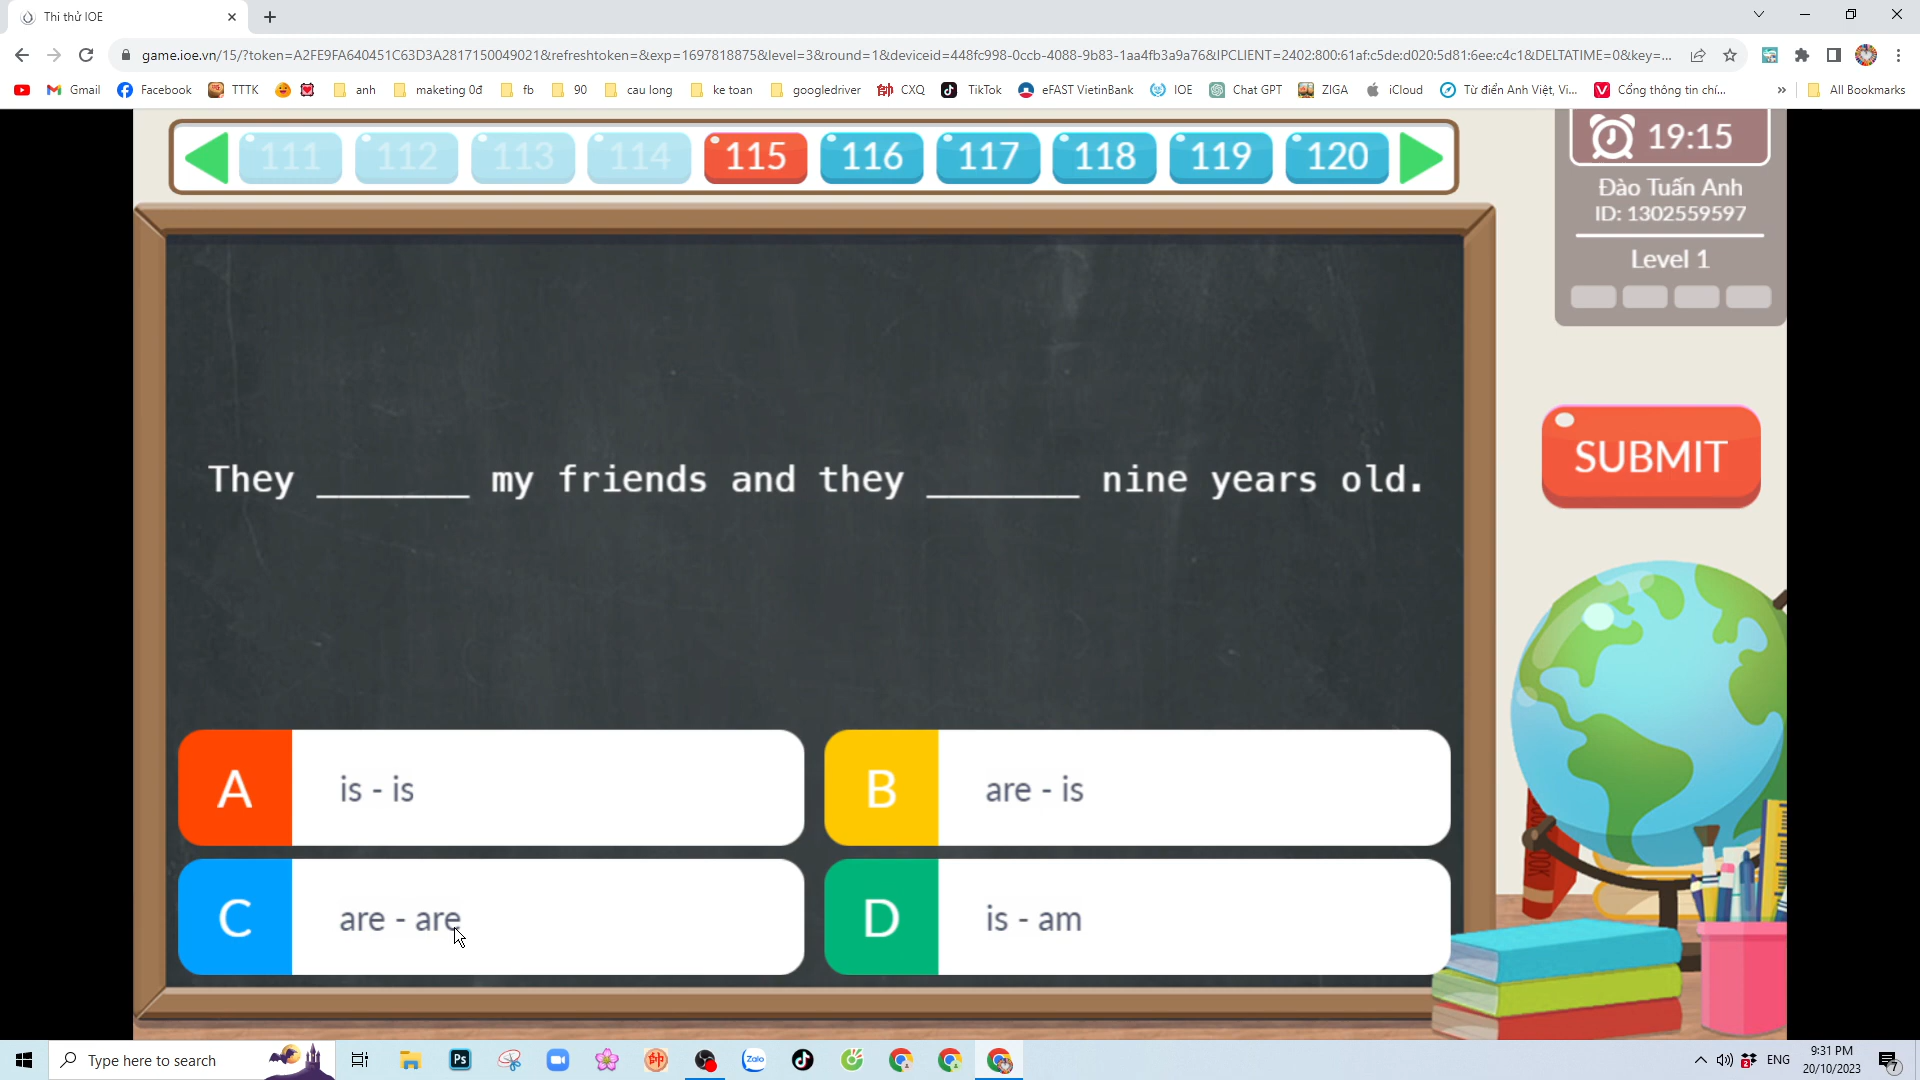 Thi thử IOE
game.ioe.vn/15/?token=A2FE9FA640451C63D3A2817150049021&refreshtoken=&exp=1697818875&level=3&round=1&deviceid=448fc998-0ccb-4088-9b83-1aa4fb3a9a76&IPCLIENT=2402:800:61af:c5de:d020:5d81:6ee:c4c1&DELTATIME=0&key=...
Gmail Facebook TTTK anh maketing 0đ fb 90 cau long ke toan googledriver CXQ TikTok eFAST VietinBank IOE Chat GPT ZIGA iCloud Từ điển Anh Việt, Vi... Cổng thông tin chí... » All Bookmarks
111 112 113 114 115 116 117 118 119 120
19:15
Đào Tuấn Anh
ID: 1302559597
Level 1
SUBMIT
They _______ my friends and they _______ nine years old.
A is - is
B are - is
C are - are
D is - am
Type here to search
Ps
Zalo
ENG
9:31 PM
20/10/2023
7